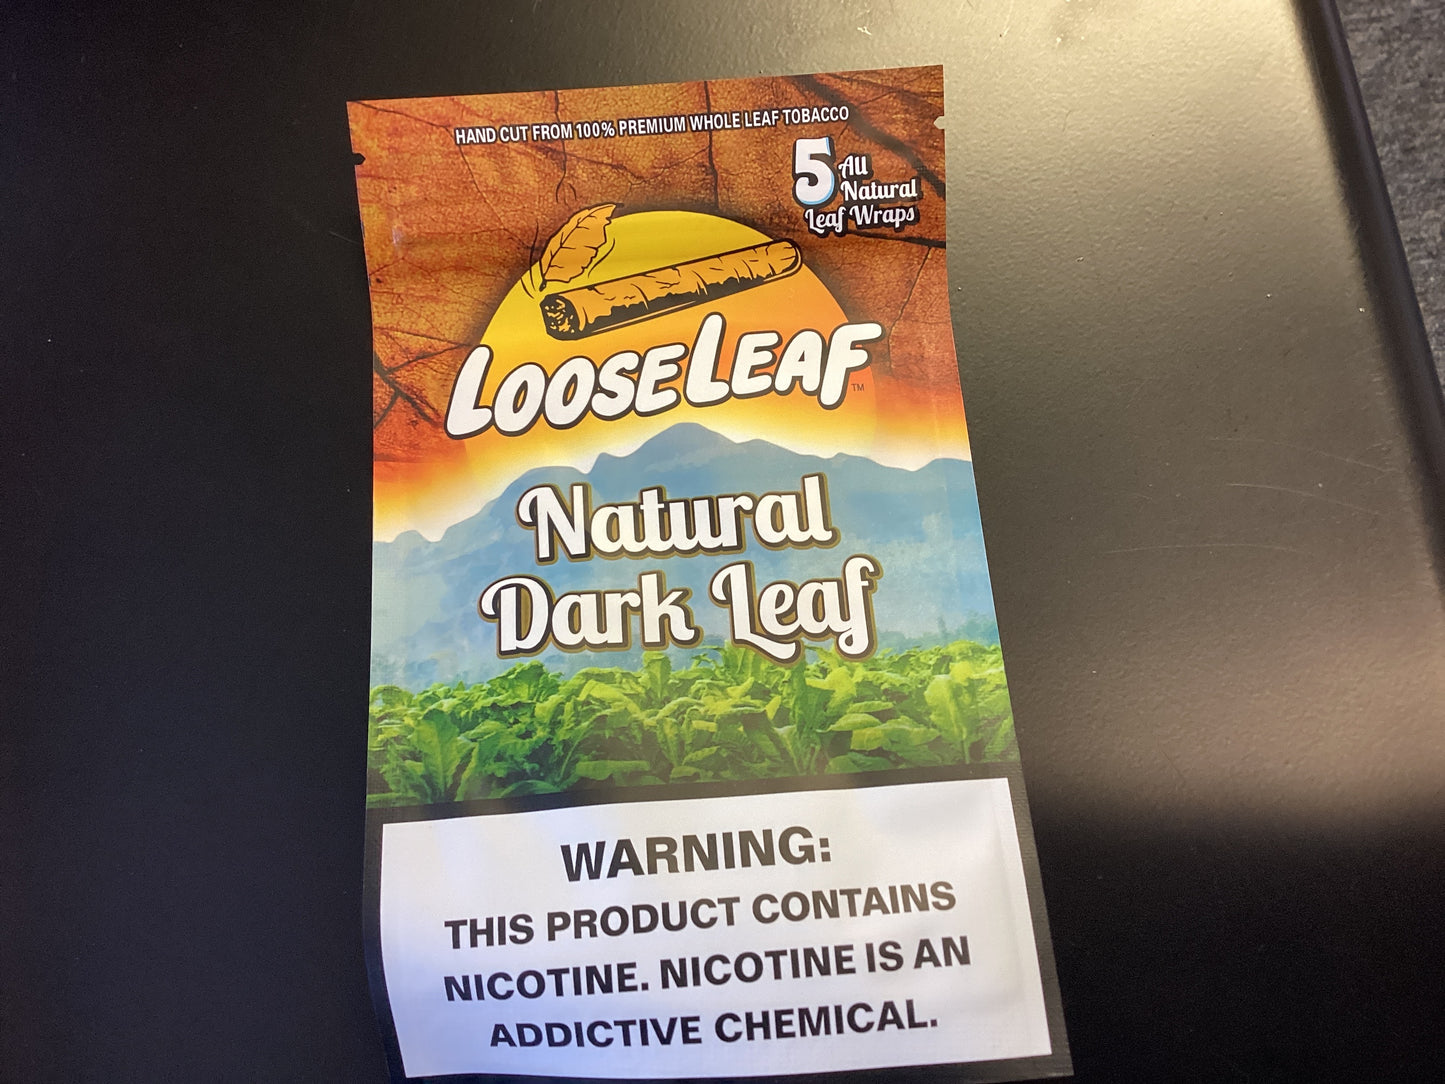 HAND CUT FROM 100% PREMIUM WHOLE LEAF TOBACCO
5 All
Natural
Leaf Wraps
LOOSELEAF™
Natural
Dark Leaf
WARNING:
THIS PRODUCT CONTAINS
NICOTINE. NICOTINE IS AN
ADDICTIVE CHEMICAL.